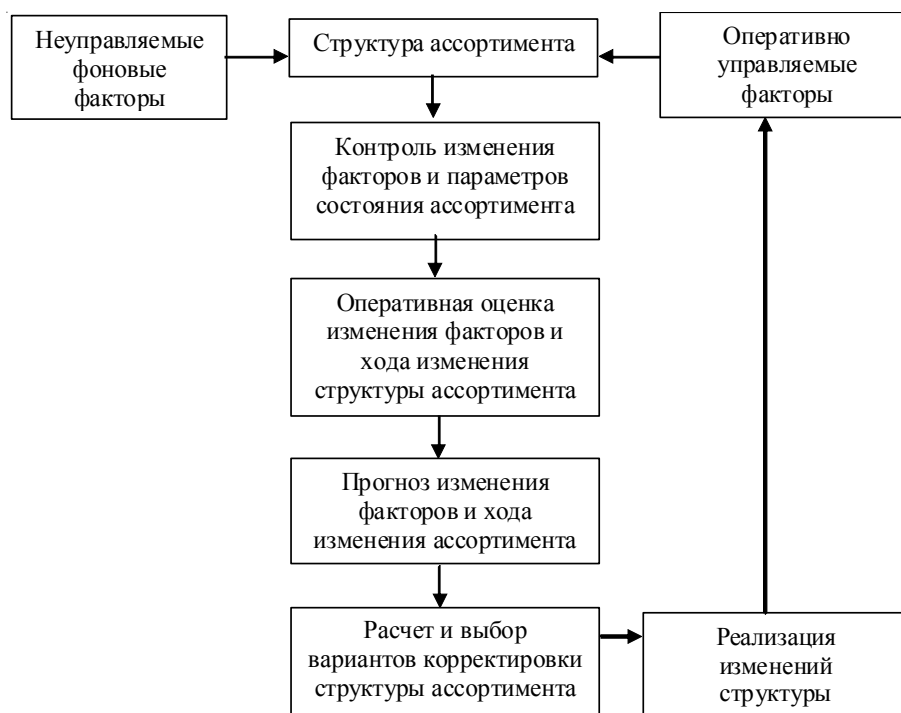 Неуправляемые
фоновые
факторы
Структура ассортимента
Оперативно
управляемые
факторы
Контроль изменения
факторов и параметров
состояния ассортимента
Оперативная оценка
изменения факторов и
хода изменения
структуры ассортимента
Прогноз изменения
факторов и хода
изменения ассортимента
Расчет и выбор
вариантов корректировки
структуры ассортимента
Реализация
изменений
структуры